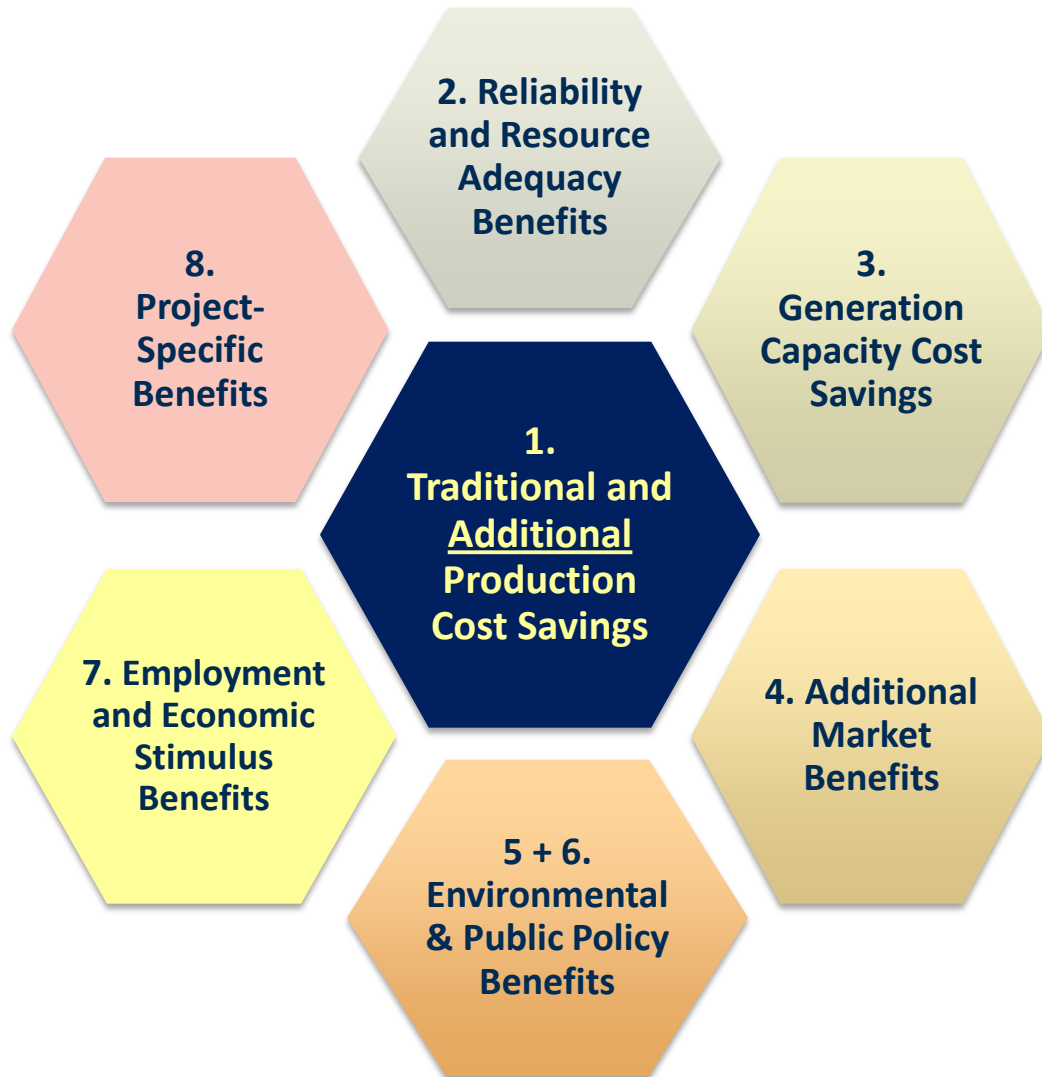 1.
Traditional and
Additional
Production
Cost Savings
2. Reliability
and Resource
Adequacy
Benefits
3.
Generation
Capacity Cost
Savings
4. Additional
Market
Benefits
5 + 6.
Environmental
& Public Policy
Benefits
7. Employment
and Economic
Stimulus
Benefits
8.
Project-
Specific
Benefits